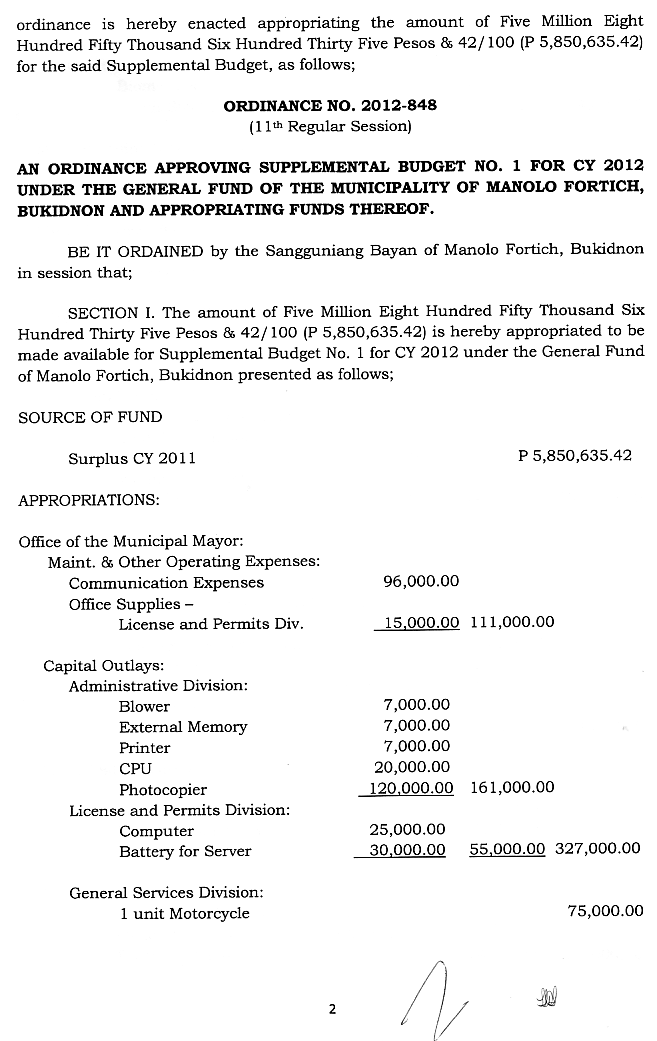 ordinance is hereby enacted appropriating the amount of Five Million Eight
Hundred Fifty Thousand Six Hundred Thirty Five Pesos & 42/100 (P 5,850,635.42)
for the said Supplemental Budget, as follows;
ORDINANCE NO. 2012-848
(11th Regular Session)
AN ORDINANCE APPROVING SUPPLEMENTAL BUDGET NO. 1 FOR CY 2012
UNDER THE GENERAL FUND OF THE MUNICIPALITY OF MANOLO FORTICH,
BUKIDNON AND APPROPRIATING FUNDS THEREOF.
BE IT ORDAINED by the Sangguniang Bayan of Manolo Fortich, Bukidnon
in session that;
SECTION I. The amount of Five Million Eight Hundred Fifty Thousand Six
Hundred Thirty Five Pesos & 42/100 (P 5,850,635.42) is hereby appropriated to be
made available for Supplemental Budget No. 1 for CY 2012 under the General Fund
of Manolo Fortich, Bukidnon presented as follows;
SOURCE OF FUND
Surplus CY 2011 P 5,850,635.42
APPROPRIATIONS:
Office of the Municipal Mayor:
Maint. & Other Operating Expenses:
Communication Expenses 96,000.00
Office Supplies –
License and Permits Div. 15,000.00 111,000.00
Capital Outlays:
Administrative Division:
Blower 7,000.00
External Memory 7,000.00
Printer 7,000.00
CPU 20,000.00
Photocopier 120,000.00 161,000.00
License and Permits Division:
Computer 25,000.00
Battery for Server 30,000.00 55,000.00 327,000.00
General Services Division:
1 unit Motorcycle 75,000.00
2